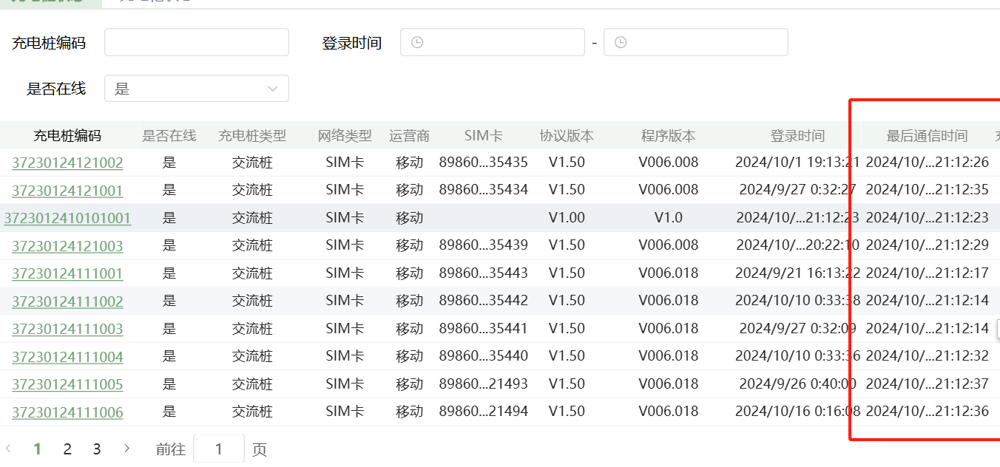 充电桩编码 登录时间 -
是否在线 是
充电桩编码 是否在线 充电桩类型 网络类型 运营商 SIM卡 协议版本 程序版本 登录时间 最后通信时间
37230124121002 是 交流桩 SIM卡 移动 89860...35435 V1.50 V006.008 2024/10/1 19:13:21 2024/10/...21:12:26
37230124121001 是 交流桩 SIM卡 移动 89860...35434 V1.50 V006.008 2024/9/27 0:32:27 2024/10/...21:12:35
3723012410101001 是 交流桩 SIM卡 移动 V1.00 V1.0 2024/10/...21:12:23 2024/10/...21:12:23
37230124121003 是 交流桩 SIM卡 移动 89860...35439 V1.50 V006.008 2024/10/...20:22:10 2024/10/...21:12:29
37230124111001 是 交流桩 SIM卡 移动 89860...35443 V1.50 V006.018 2024/9/21 16:13:22 2024/10/...21:12:17
37230124111002 是 交流桩 SIM卡 移动 89860...35442 V1.50 V006.018 2024/10/10 0:33:38 2024/10/...21:12:14
37230124111003 是 交流桩 SIM卡 移动 89860...35441 V1.50 V006.018 2024/9/27 0:32:09 2024/10/...21:12:14
37230124111004 是 交流桩 SIM卡 移动 89860...35440 V1.50 V006.018 2024/10/10 0:33:36 2024/10/...21:12:32
37230124111005 是 交流桩 SIM卡 移动 89860...21493 V1.50 V006.018 2024/9/26 0:40:00 2024/10/...21:12:37
37230124111006 是 交流桩 SIM卡 移动 89860...21494 V1.50 V006.018 2024/10/16 0:16:08 2024/10/...21:12:36
1 2 3 前往 1 页